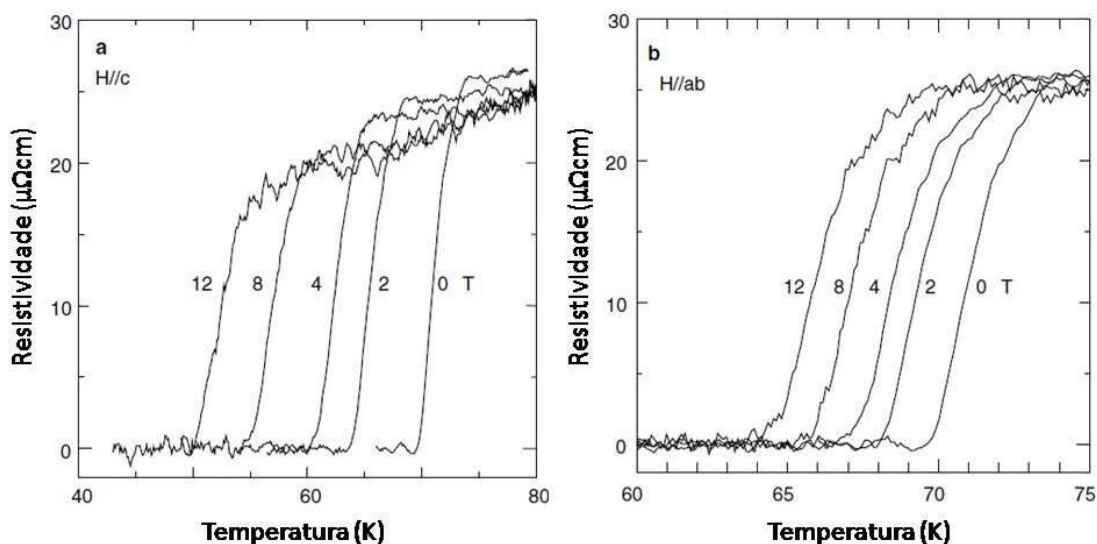 a
H//c
Resistividade (μΩcm)
30
20
10
0
12 8 4 2 0 T
40 60 80
Temperatura (K)
b
H//ab
Resistividade (μΩcm)
30
20
10
0
12 8 4 2 0 T
60 65 70 75
Temperatura (K)